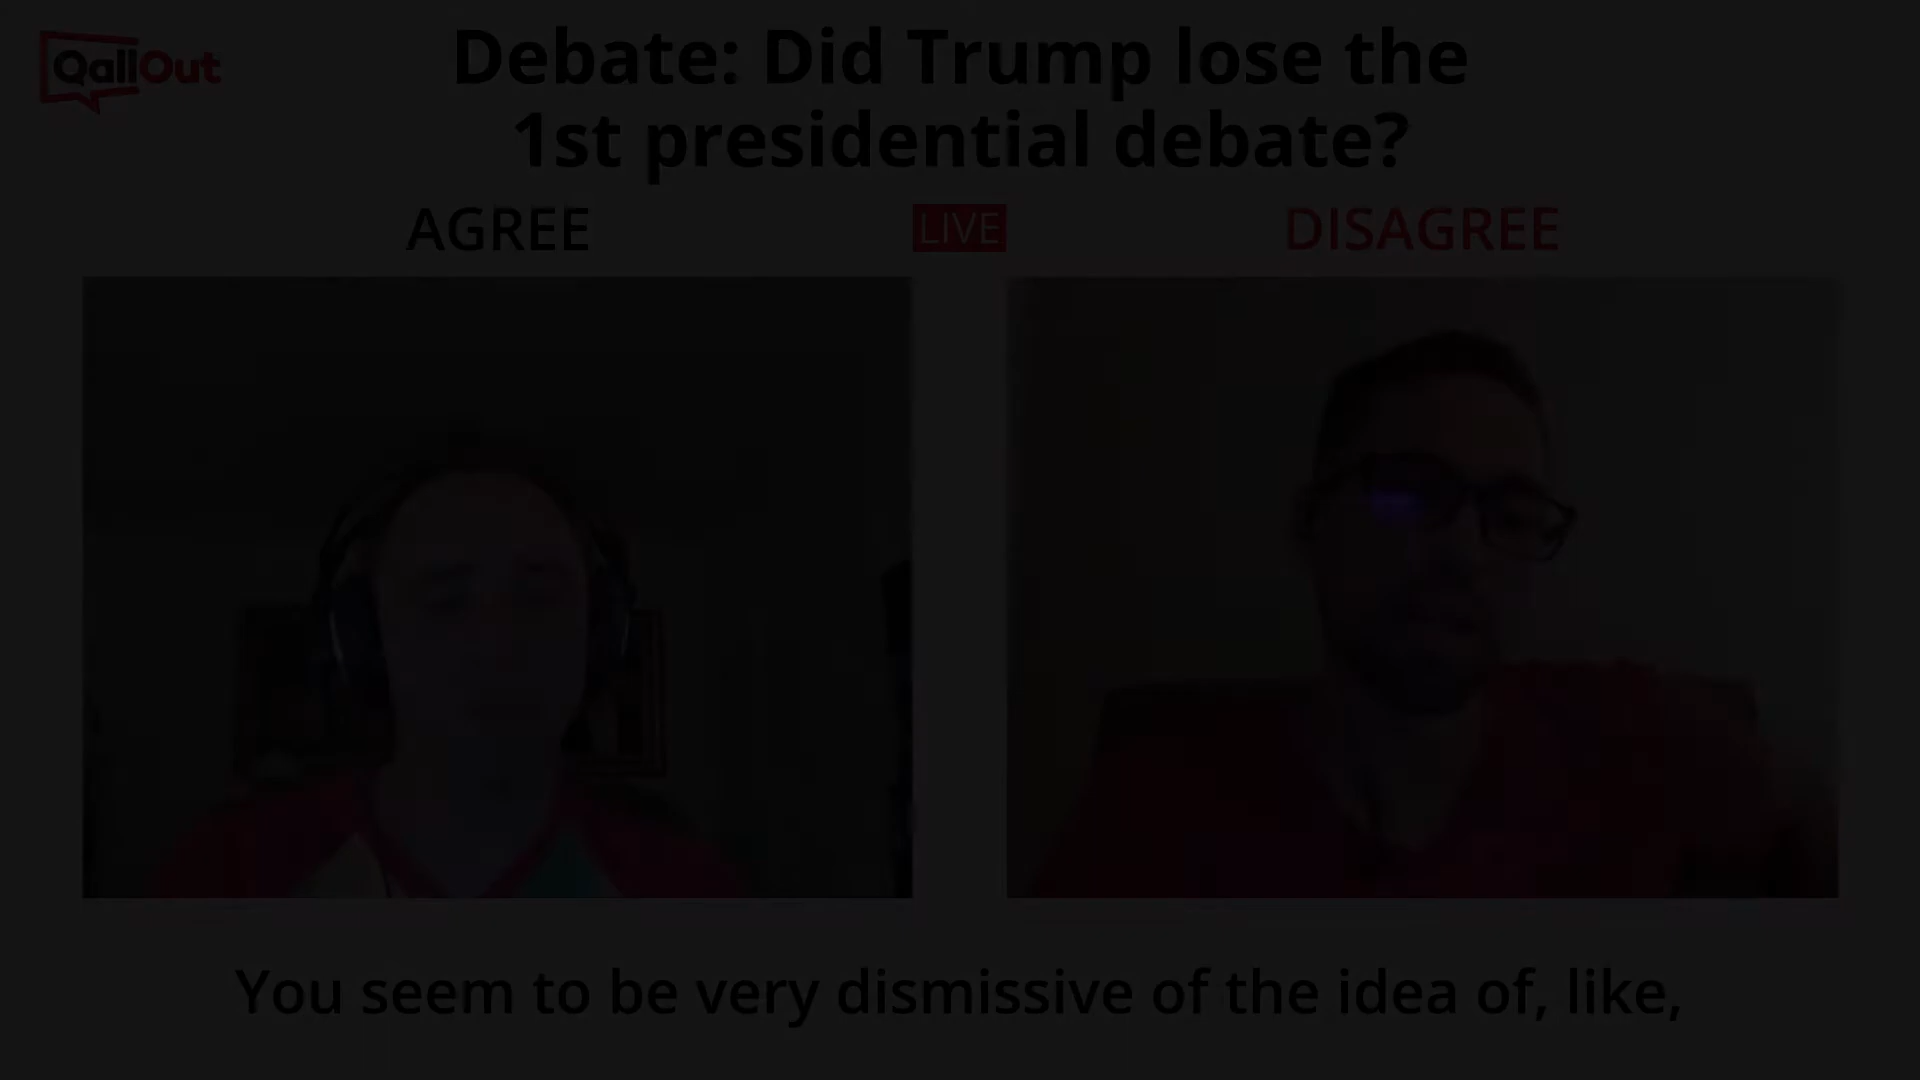 QallOut
Debate: Did Trump lose the
1st presidential debate?
AGREE
LIVE
DISAGREE
You seem to be very dismissive of the idea of, like,